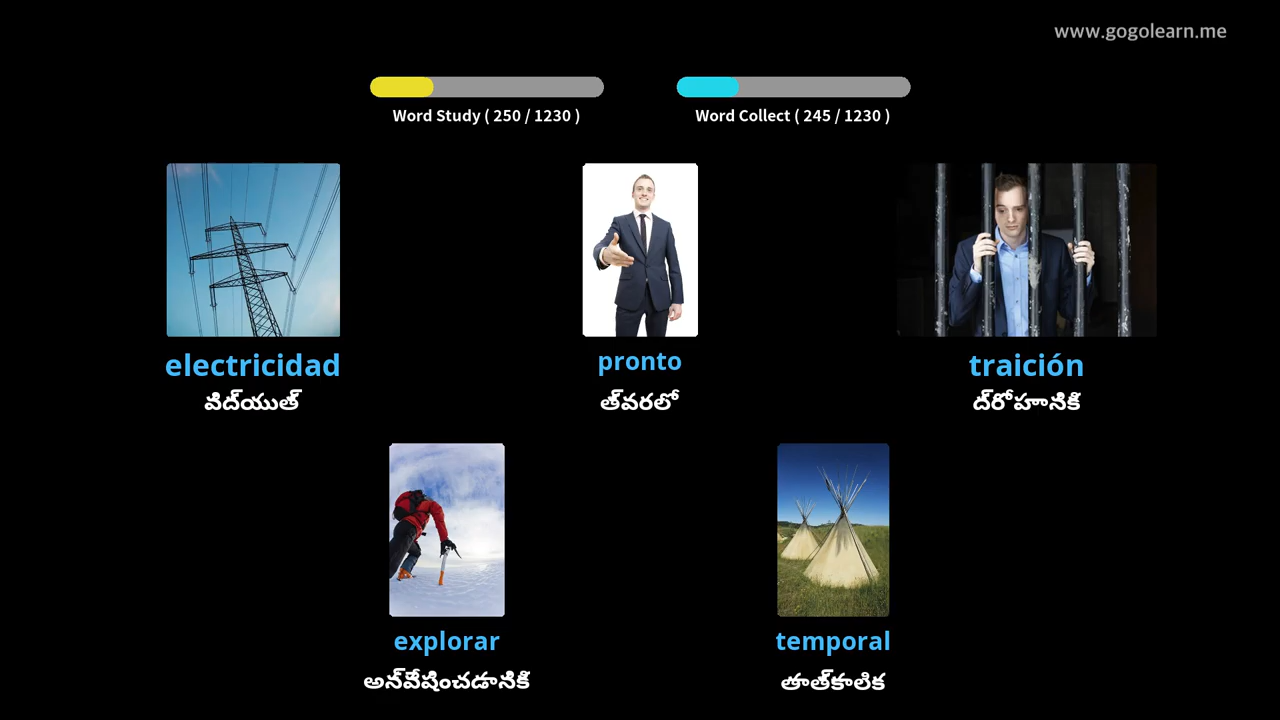 www.gogolearn.me
Word Study ( 250 / 1230 )
Word Collect ( 245 / 1230 )
electricidad
విద్‌యుత్
pronto
త్‌వరలో
traición
ద్‌రోహానికి
explorar
అన్‌వేషించడానికి
temporal
తాత్‌కాలిక